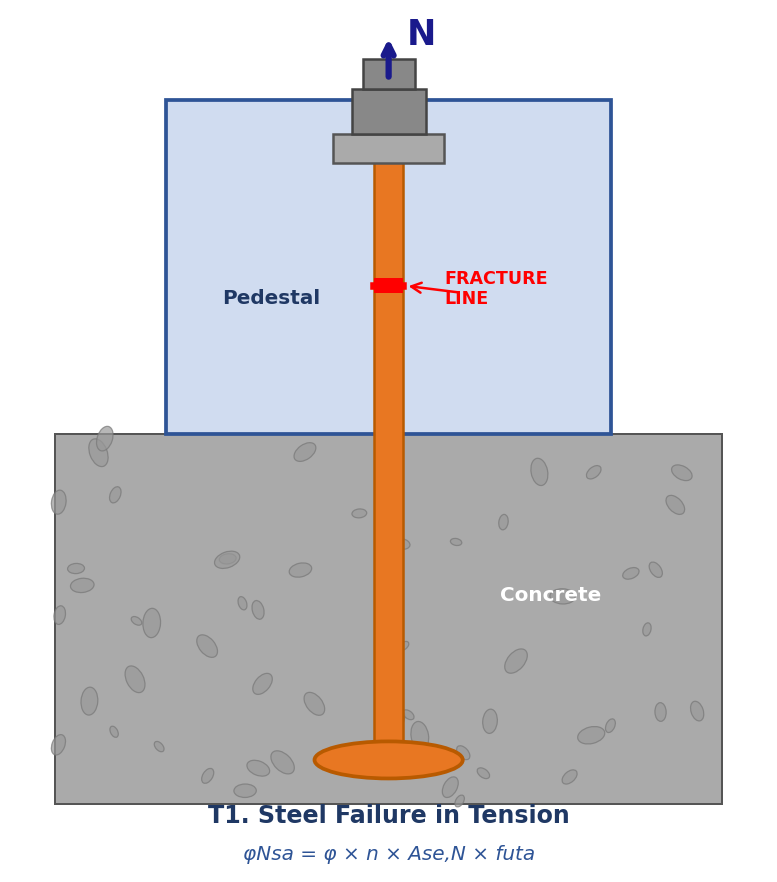 N
FRACTURE
LINE
Pedestal
Concrete
T1. Steel Failure in Tension
φNsa = φ × n × Ase,N × futa